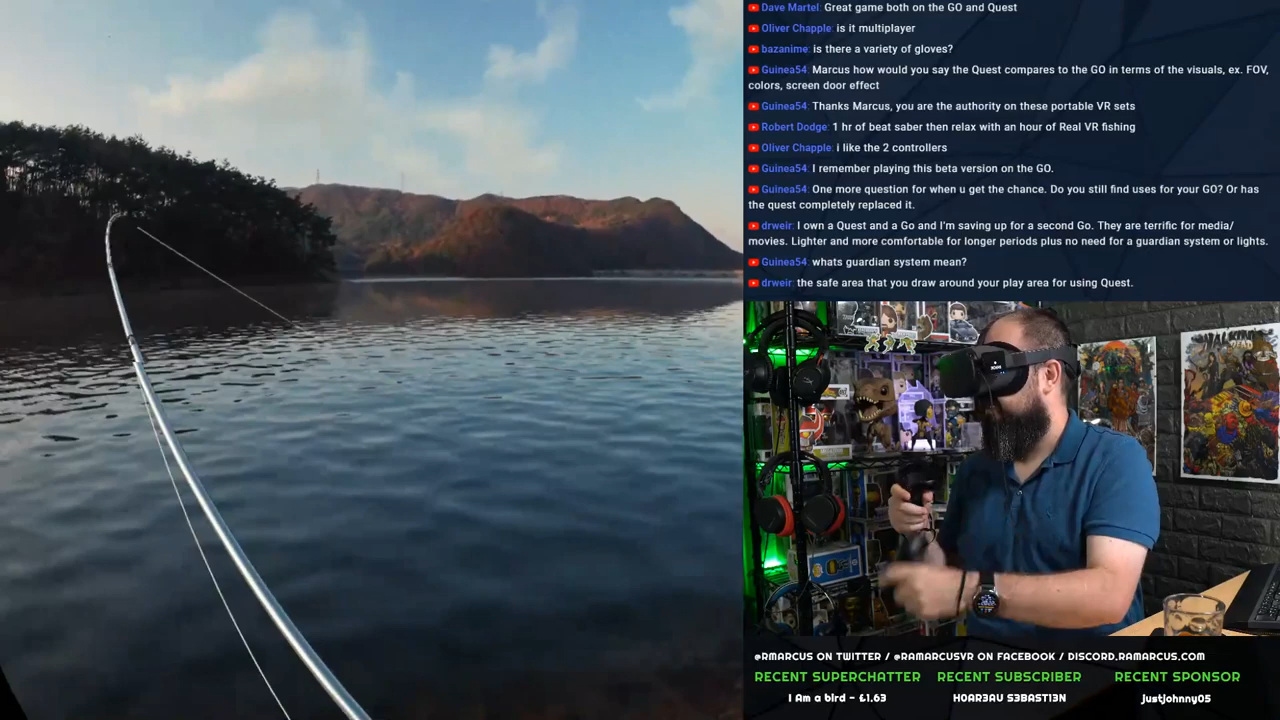 Dave Martel: Great game both on the GO and Quest
Oliver Chapple: is it multiplayer
bazanime: is there a variety of gloves?
Guinea54: Marcus how would you say the Quest compares to the GO in terms of the visuals, ex. FOV,
colors, screen door effect
Guinea54: Thanks Marcus, you are the authority on these portable VR sets
Robert Dodge: 1 hr of beat saber then relax with an hour of Real VR fishing
Oliver Chapple: i like the 2 controllers
Guinea54: I remember playing this beta version on the GO.
Guinea54: One more question for when u get the chance. Do you still find uses for your GO? Or has
the quest completely replaced it.
drweir: I own a Quest and a Go and I'm saving up for a second Go. They are terrific for media/
movies. Lighter and more comfortable for longer periods plus no need for a guardian system or lights.
Guinea54: whats guardian system mean?
drweir: the safe area that you draw around your play area for using Quest.
WALKING
DEAD
@RMARCUS ON TWITTER / @RAMARCUSVR ON FACEBOOK / DISCORD.RAMARCUS.COM
RECENT SUPERCHATTER RECENT SUBSCRIBER RECENT SPONSOR
I Am a b1rd - £1.63 H0AR3AU S3BAST13N justjohnny05